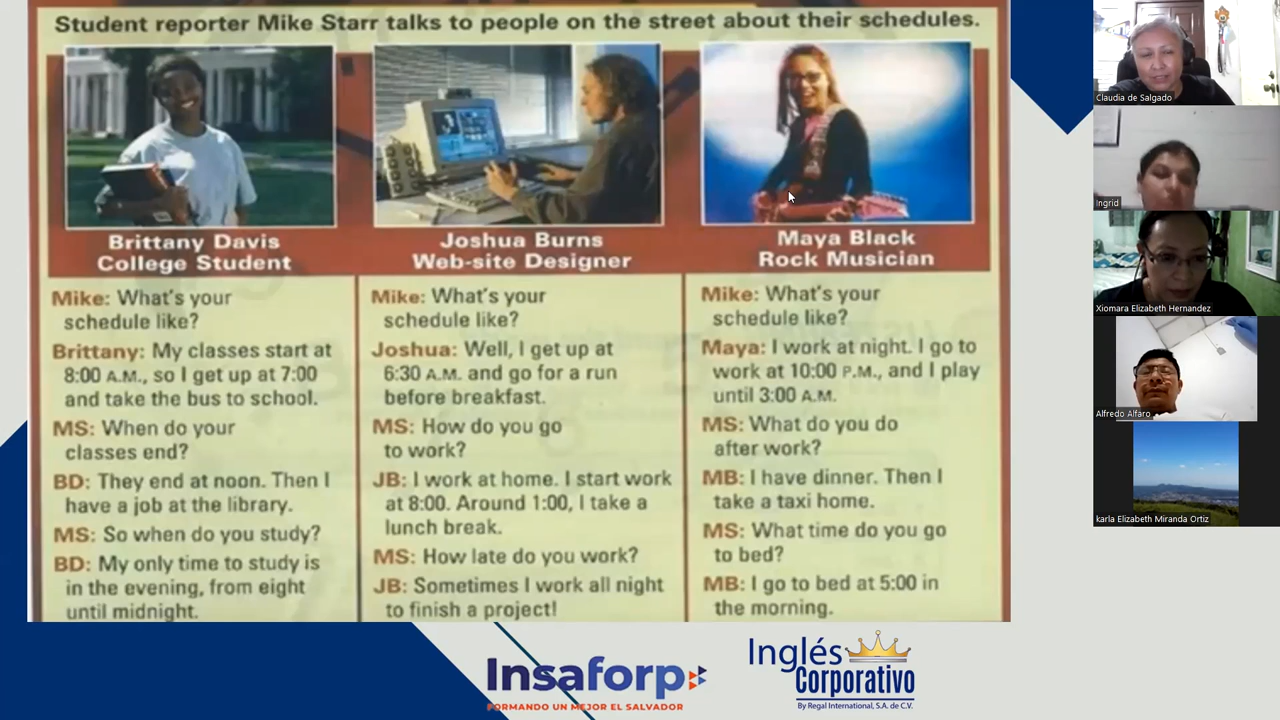 Student reporter Mike Starr talks to people on the street about their schedules.
Brittany Davis
College Student
Mike: What's your
schedule like?
Brittany: My classes start at
8:00 A.M., so I get up at 7:00
and take the bus to school.
MS: When do your
classes end?
BD: They end at noon. Then I
have a job at the library.
MS: So when do you study?
BD: My only time to study is
in the evening, from eight
until midnight.
Joshua Burns
Web-site Designer
Mike: What's your
schedule like?
Joshua: Well, I get up at
6:30 A.M. and go for a run
before breakfast.
MS: How do you go
to work?
JB: I work at home. I start work
at 8:00. Around 1:00, I take a
lunch break.
MS: How late do you work?
JB: Sometimes I work all night
to finish a project!
Maya Black
Rock Musician
Mike: What's your
schedule like?
Maya: I work at night. I go to
work at 10:00 P.M., and I play
until 3:00 A.M.
MS: What do you do
after work?
MB: I have dinner. Then I
take a taxi home.
MS: What time do you go
to bed?
MB: I go to bed at 5:00 in
the morning.
Claudia de Salgado
Ingrid
Xiomara Elizabeth Hernandez
Alfredo Alfaro
karla Elizabeth Miranda Ortiz
Insaforp
FORMANDO UN MEJOR EL SALVADOR
Inglés
Corporativo
By Regal International, S.A. de C.V.